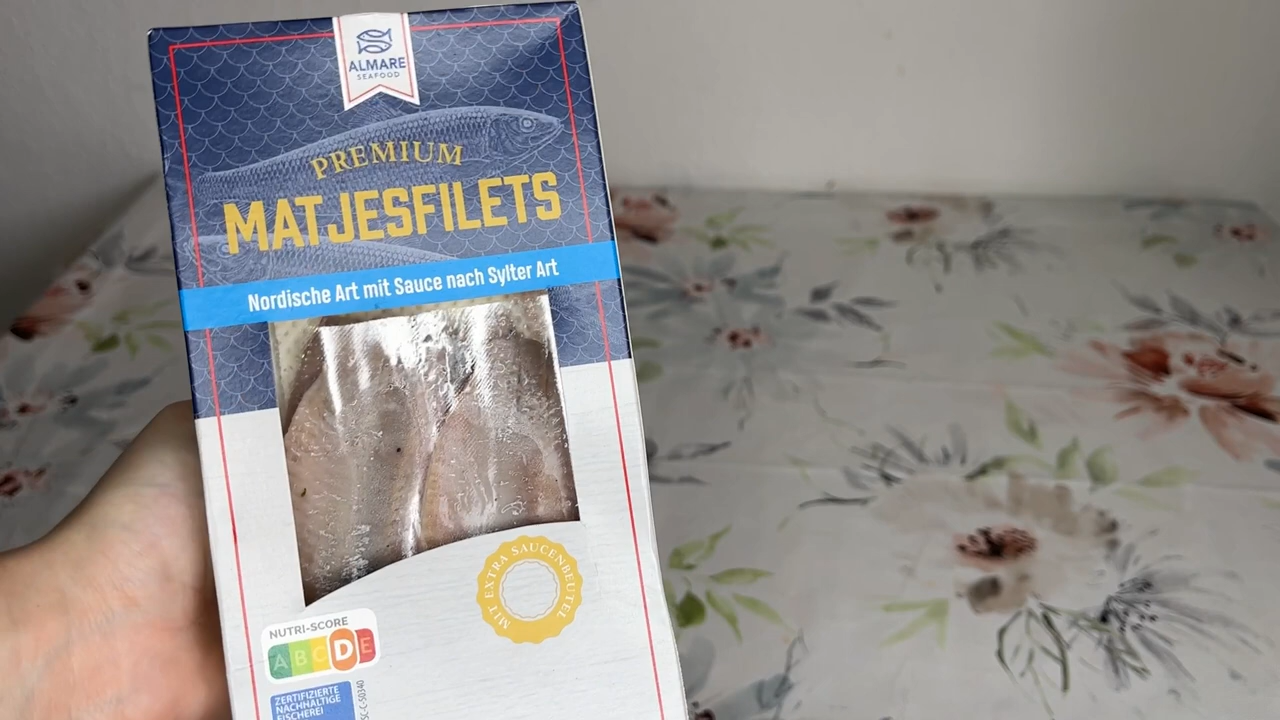 ALMARE
SEAFOOD
PREMIUM
MATJESFILETS
Nordische Art mit Sauce nach Sylter Art
MIT EXTRA SAUCENBEUTEL
NUTRI-SCORE
A B C D E
ZERTIFIZIERTE
NACHHALTIGE
FISCHEREI